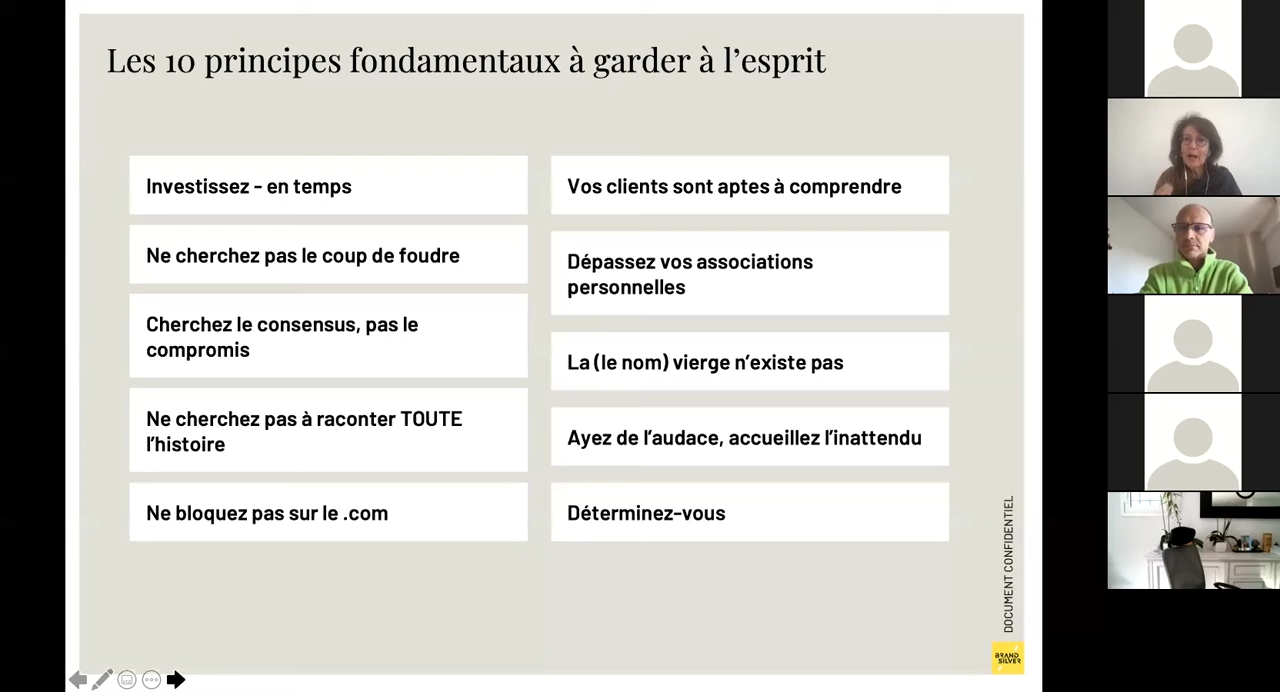 Les 10 principes fondamentaux à garder à l’esprit
Investissez - en temps
Ne cherchez pas le coup de foudre
Cherchez le consensus, pas le
compromis
Ne cherchez pas à raconter TOUTE
l’histoire
Ne bloquez pas sur le .com
Vos clients sont aptes à comprendre
Dépassez vos associations
personnelles
La (le nom) vierge n’existe pas
Ayez de l’audace, accueillez l’inattendu
Déterminez-vous
DOCUMENT CONFIDENTIEL
BRAND
SILVER